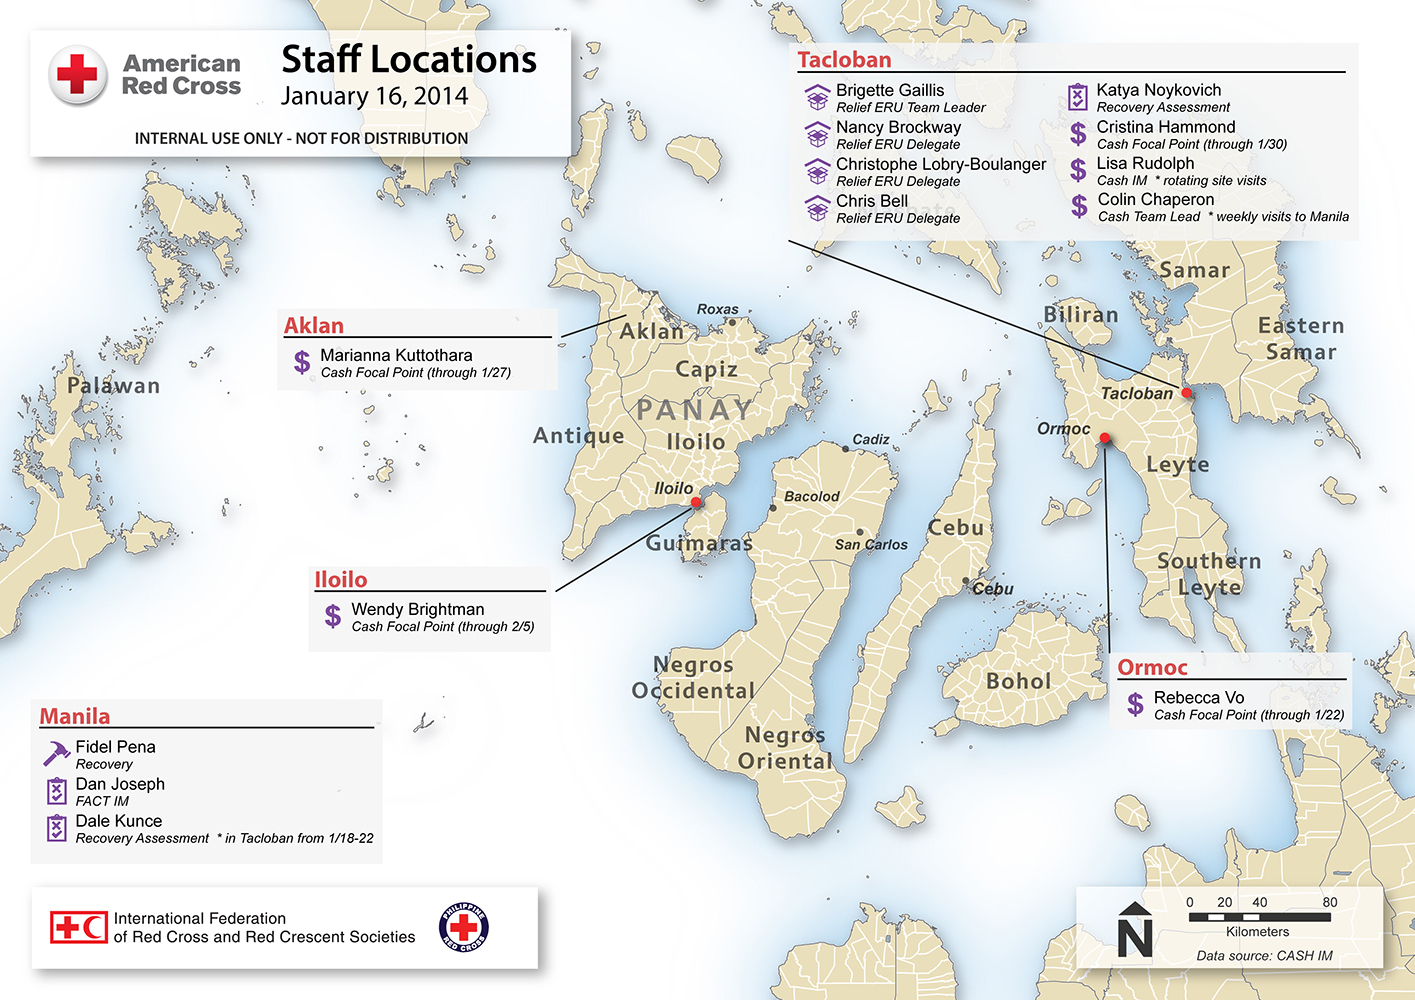 American
Red Cross
Staff Locations
January 16, 2014
INTERNAL USE ONLY - NOT FOR DISTRIBUTION
Tacloban
Brigette Gaillis
Relief ERU Team Leader
Nancy Brockway
Relief ERU Delegate
Christophe Lobry-Boulanger
Relief ERU Delegate
Chris Bell
Relief ERU Delegate
Katya Noykovich
Recovery Assessment
$ Cristina Hammond
Cash Focal Point (through 1/30)
$ Lisa Rudolph
Cash IM * rotating site visits
$ Colin Chaperon
Cash Team Lead * weekly visits to Manila
Samar
Biliran
Eastern
Samar
Aklan
$ Marianna Kuttothara
Cash Focal Point (through 1/27)
Roxas
Aklan
Capiz
Palawan
PANAY
Antique
Iloilo
Iloilo
Guimaras
Tacloban
Ormoc
Leyte
Cadiz
Bacolod
San Carlos
Cebu
Cebu
Southern
Leyte
Iloilo
$ Wendy Brightman
Cash Focal Point (through 2/5)
Negros
Occidental
Negros
Oriental
Bohol
Ormoc
$ Rebecca Vo
Cash Focal Point (through 1/22)
Manila
Fidel Pena
Recovery
Dan Joseph
FACT IM
Dale Kunce
Recovery Assessment * in Tacloban from 1/18-22
International Federation
of Red Cross and Red Crescent Societies
PHILIPPINE
RED CROSS
N
0 20 40 80
Kilometers
Data source: CASH IM